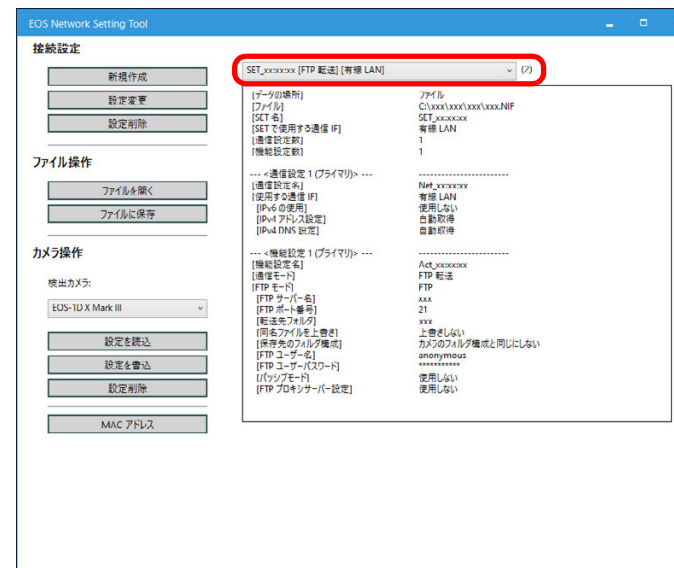 EOS Network Setting Tool
接続設定
新規作成
設定変更
設定削除
ファイル操作
ファイルを開く
ファイルに保存
カメラ操作
検出カメラ:
EOS-1D X Mark III
設定を読込
設定を書込
設定削除
MAC アドレス
SET_xx:xx:xx [FTP 転送] [有線 LAN]
(2)
[データの場所] ファイル
[ファイル] C:\xxx\xxx\xxx\xxx.NIF
[SET 名] SET_xx:xx:xx
[SET で使用する通信 IF] 有線 LAN
[通信設定数] 1
[機能設定数] 1
--- <通信設定 1 (プライマリ)> --- ------------------------
[通信設定名] Net_xx:xx:xx
[使用する通信 IF] 有線 LAN
[IPv6 の使用] 使用しない
[IPv4 アドレス設定] 自動取得
[IPv4 DNS 設定] 自動取得
--- <機能設定 1 (プライマリ)> --- ------------------------
[機能設定名] Act_xx:xx:xx
[通信モード] FTP 転送
[FTP モード] FTP
[FTP サーバー名] xxx
[FTP ポート番号] 21
[転送先フォルダ] xxx
[同名ファイルを上書き] 上書きしない
[保存先のフォルダ構成] カメラのフォルダ構成と同じにしない
[FTP ユーザー名] anonymous
[FTP ユーザーパスワード] ***********
[パッシブモード] 使用しない
[FTP プロキシサーバー設定] 使用しない